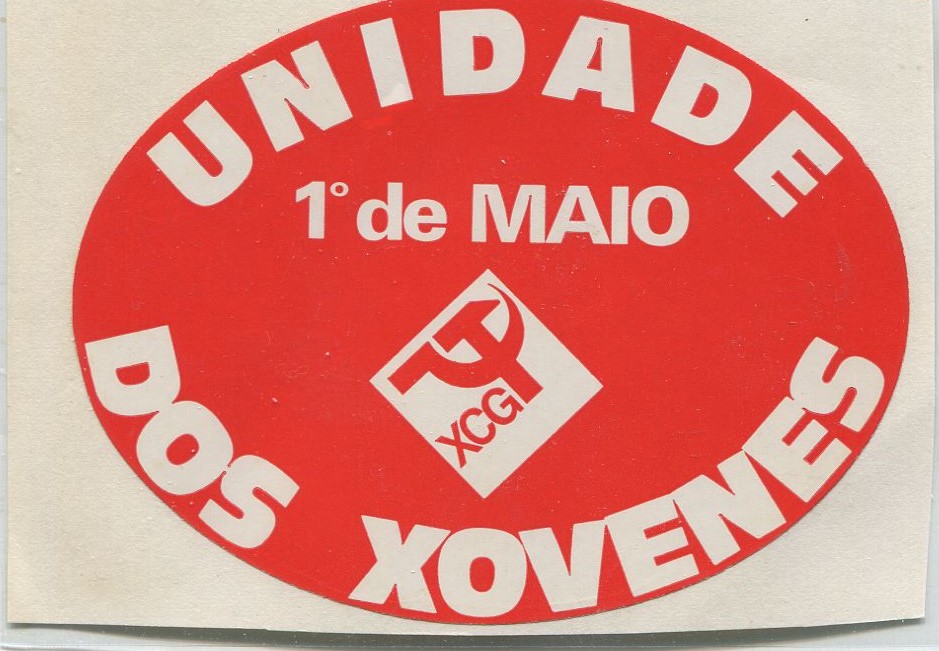 UNIDADE
1º de MAIO
XCG
DOS XOVENES